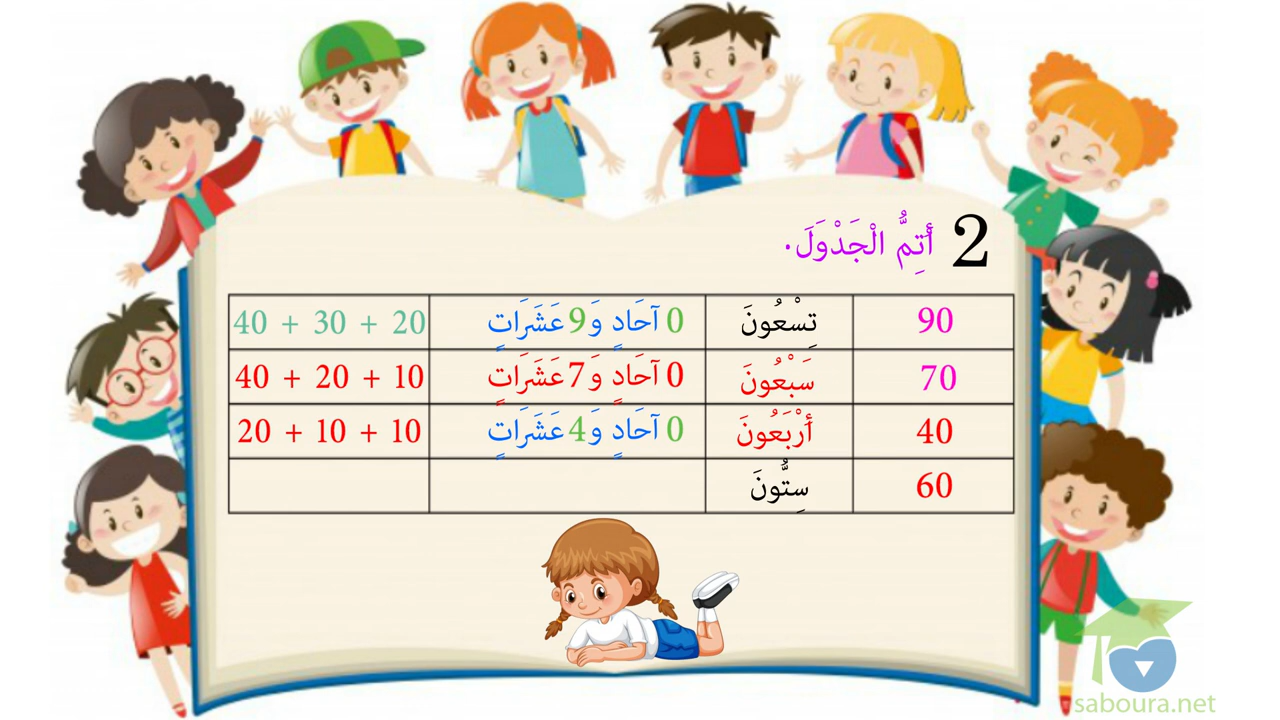 2 أَتِمُّ الْجَدْوَلَ.
90 تِسْعُونَ 0 آحَادٍ وَ 9 عَشَرَاتٍ 40 + 30 + 20
70 سَبْعُونَ 0 آحَادٍ وَ 7 عَشَرَاتٍ 40 + 20 + 10
40 أَرْبَعُونَ 0 آحَادٍ وَ 4 عَشَرَاتٍ 20 + 10 + 10
60 سِتُّونَ
saboura.net